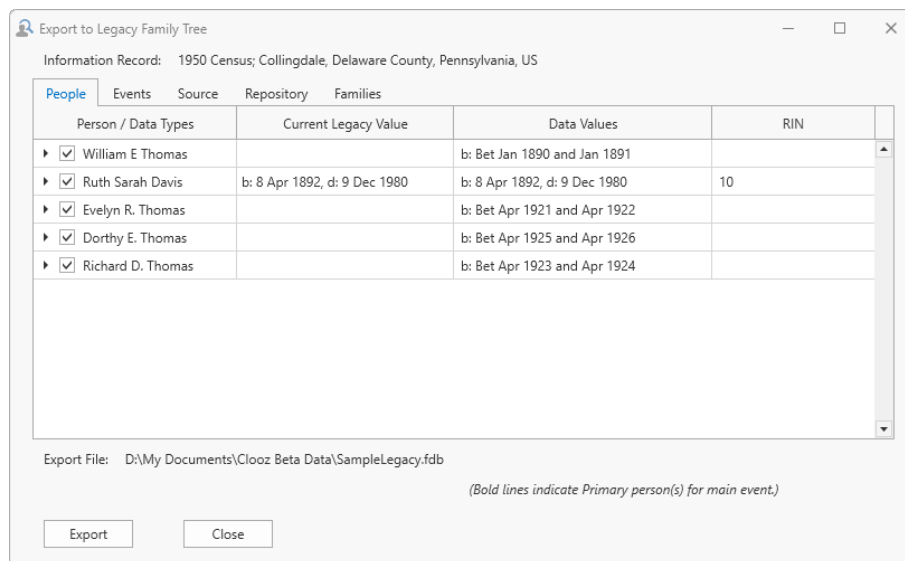 Export to Legacy Family Tree
Information Record: 1950 Census; Collingdale, Delaware County, Pennsylvania, US
People Events Source Repository Families
Person / Data Types Current Legacy Value Data Values RIN
William E Thomas b: Bet Jan 1890 and Jan 1891
Ruth Sarah Davis b: 8 Apr 1892, d: 9 Dec 1980 b: 8 Apr 1892, d: 9 Dec 1980 10
Evelyn R. Thomas b: Bet Apr 1921 and Apr 1922
Dorthy E. Thomas b: Bet Apr 1925 and Apr 1926
Richard D. Thomas b: Bet Apr 1923 and Apr 1924
Export File: D:\My Documents\Clooz Beta Data\SampleLegacy.fdb
(Bold lines indicate Primary person(s) for main event.)
Export Close